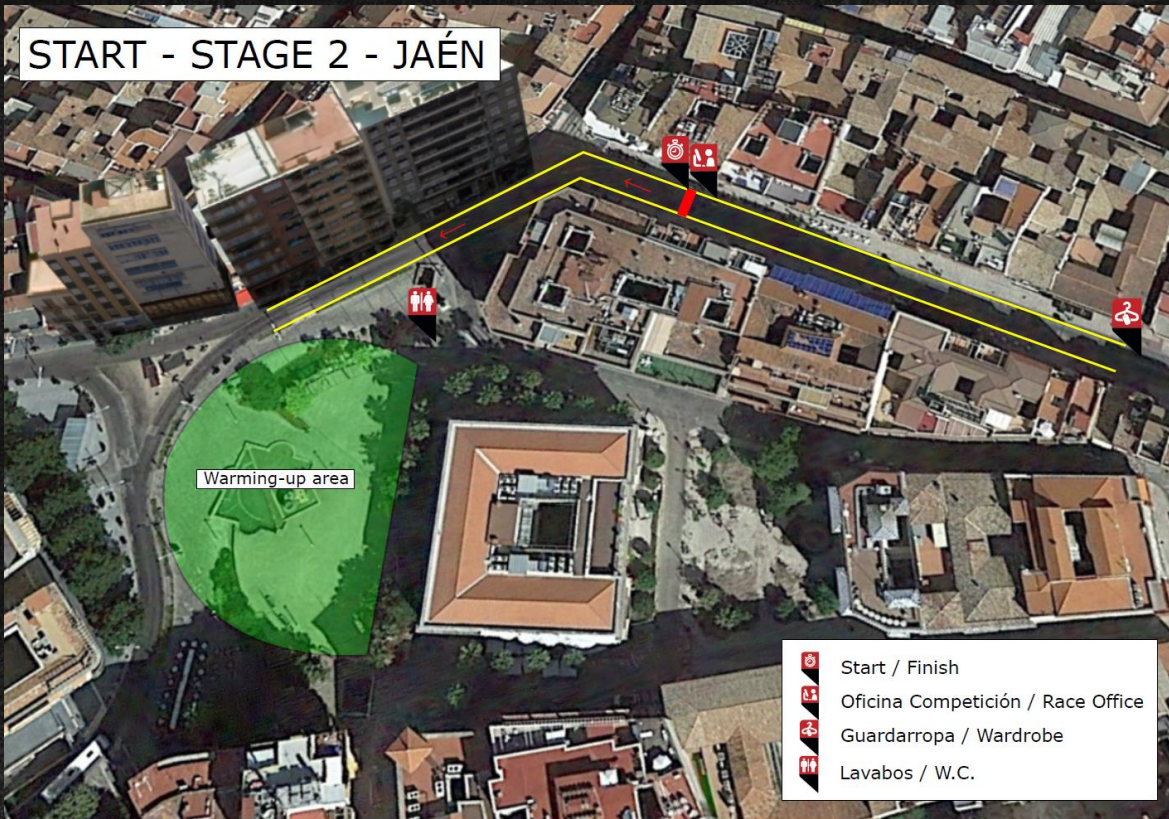 START - STAGE 2 - JAÉN
Warming-up area
Start / Finish
Oficina Competición / Race Office
Guardarropa / Wardrobe
Lavabos / W.C.